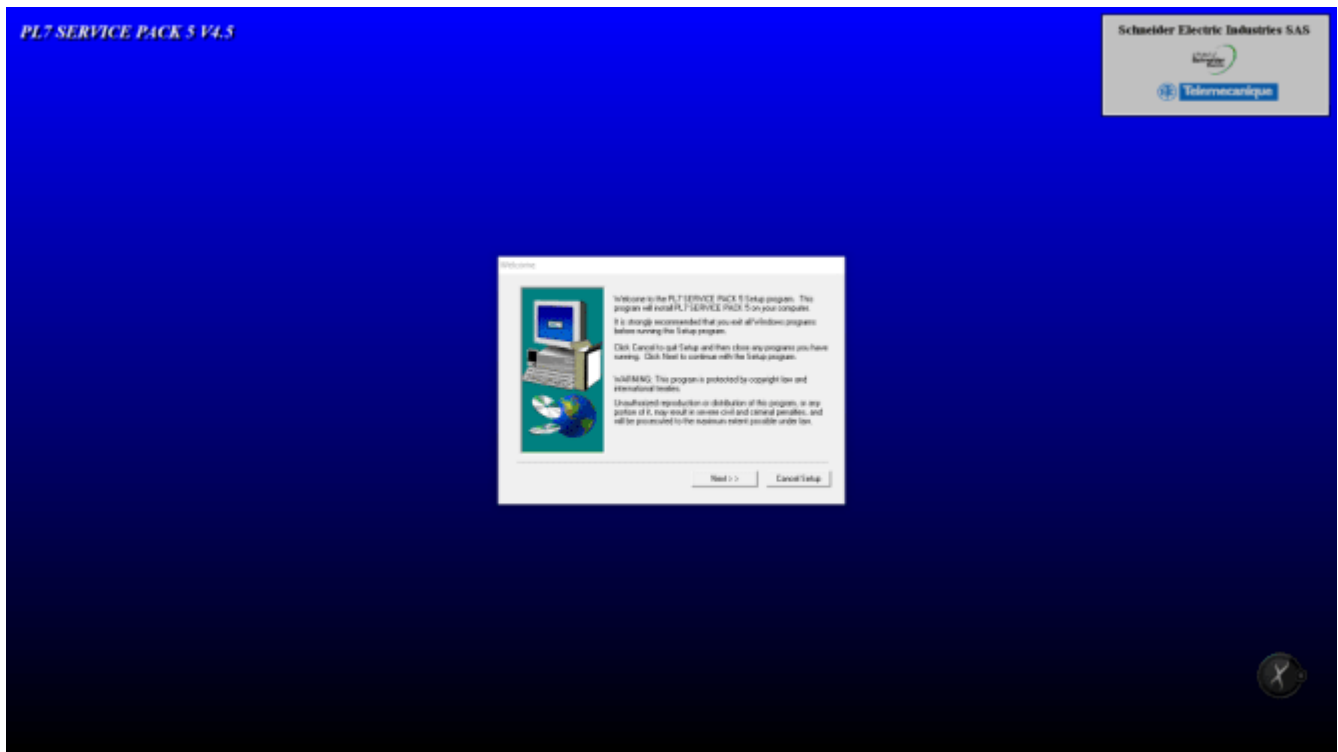 PL7 SERVICE PACK 5 V4.5
Schneider Electric Industries SAS
Schneider
Telemecanique
Welcome
Welcome to the PL7 SERVICE PACK 5 Setup program. This
program will install PL7 SERVICE PACK 5 on your computer.
It is strongly recommended that you exit all Windows programs
before running this Setup program.
Click Cancel to quit Setup and then close any programs you have
running. Click Next to continue with the Setup program.
WARNING: This program is protected by copyright law and
international treaties.
Unauthorized reproduction or distribution of this program, or any
portion of it, may result in severe civil and criminal penalties, and
will be prosecuted to the maximum extent possible under law.
Next >>
Cancel Setup